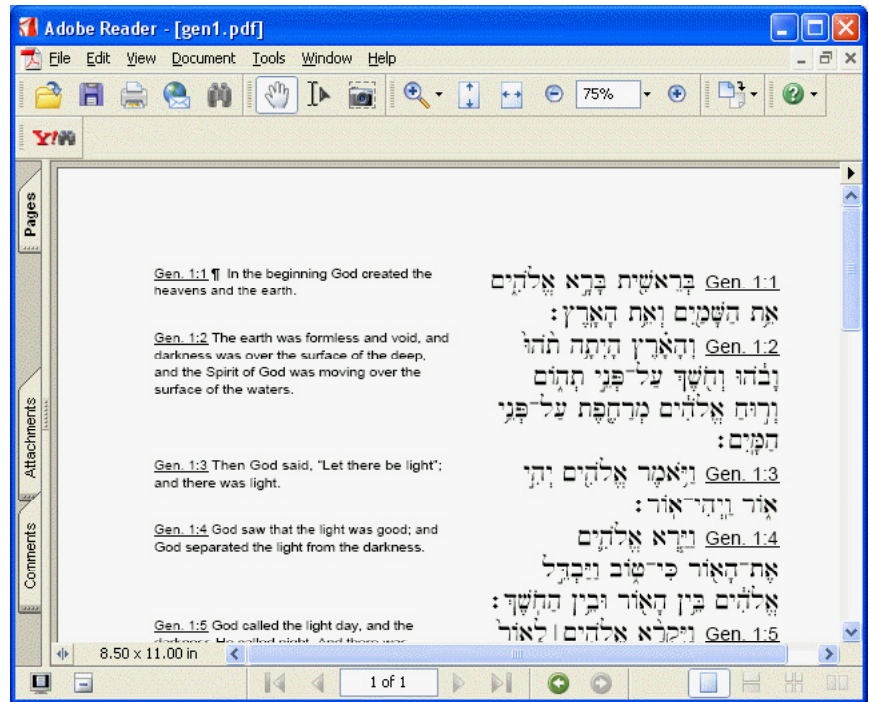 Adobe Reader - [gen1.pdf]
File Edit View Document Tools Window Help
75%
Y!
Pages
Attachments
Comments
Gen. 1:1 ¶ In the beginning God created the
heavens and the earth.
Gen. 1:2 The earth was formless and void, and
darkness was over the surface of the deep,
and the Spirit of God was moving over the
surface of the waters.
Gen. 1:3 Then God said, "Let there be light";
and there was light.
Gen. 1:4 God saw that the light was good; and
God separated the light from the darkness.
Gen. 1:5 God called the light day, and the
darkness He called night. And there was
Gen. 1:1 בְּרֵאשִׁ֖ית בָּרָ֣א אֱלֹהִ֑ים
אֵ֥ת הַשָּׁמַ֖יִם וְאֵ֥ת הָאָֽרֶץ׃
Gen. 1:2 וְהָאָ֗רֶץ הָיְתָ֥ה תֹ֙הוּ֙
וָבֹ֔הוּ וְחֹ֖שֶׁךְ עַל־פְּנֵ֣י תְה֑וֹם
וְר֣וּחַ אֱלֹהִ֔ים מְרַחֶ֖פֶת עַל־פְּנֵ֥י
הַמָּֽיִם׃
Gen. 1:3 וַיֹּ֥אמֶר אֱלֹהִ֖ים יְהִ֣י
א֑וֹר וַֽיְהִי־אֽוֹר׃
Gen. 1:4 וַיַּ֧רְא אֱלֹהִ֛ים
אֶת־הָא֖וֹר כִּי־ט֑וֹב וַיַּבְדֵּ֣ל
אֱלֹהִ֔ים בֵּ֥ין הָא֖וֹר וּבֵ֥ין הַחֹֽשֶׁךְ׃
Gen. 1:5 וַיִּקְרָ֨א אֱלֹהִ֤ים׀ לָאוֹר֙
8.50 x 11.00 in
1 of 1